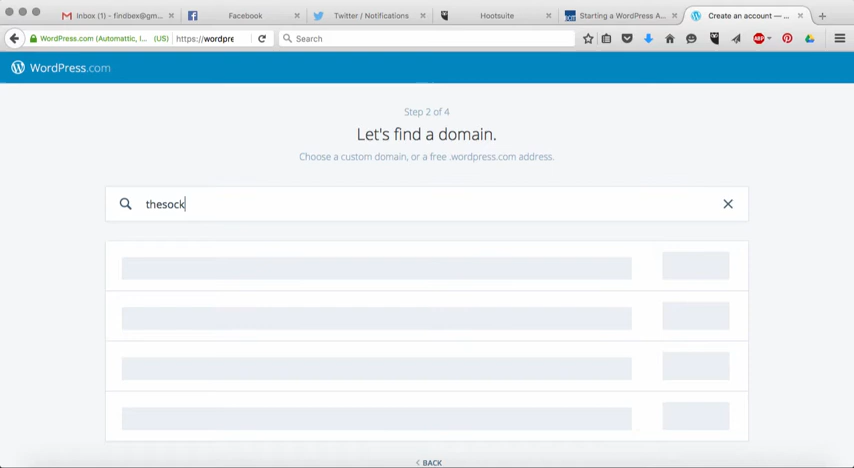 Inbox (1) - findbex@gm...
Facebook
Twitter / Notifications
Hootsuite
Starting a WordPress A...
Create an account — ...
WordPress.com (Automattic, I... (US)
https://wordpre
Search
ABP
WordPress.com
Step 2 of 4
Let's find a domain.
Choose a custom domain, or a free .wordpress.com address.
thesock
BACK